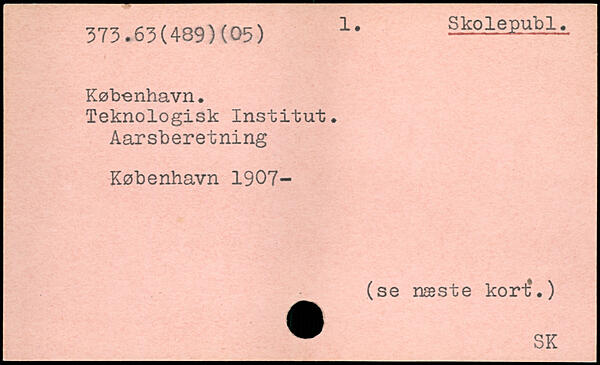 373.63(489)(05)
1.
Skolepubl.
København.
Teknologisk Institut.
Aarsberetning
København 1907-
(se næste kort.)
SK